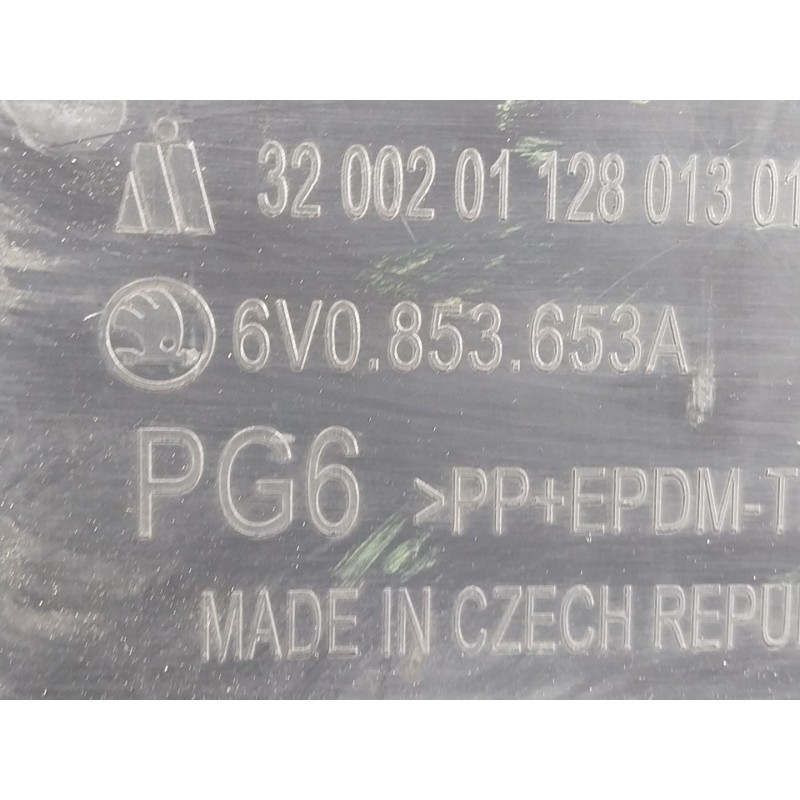 32 002 01 128 013 01
6V0.853.653A
PG6 >PP+EPDM-T
MADE IN CZECH REPU